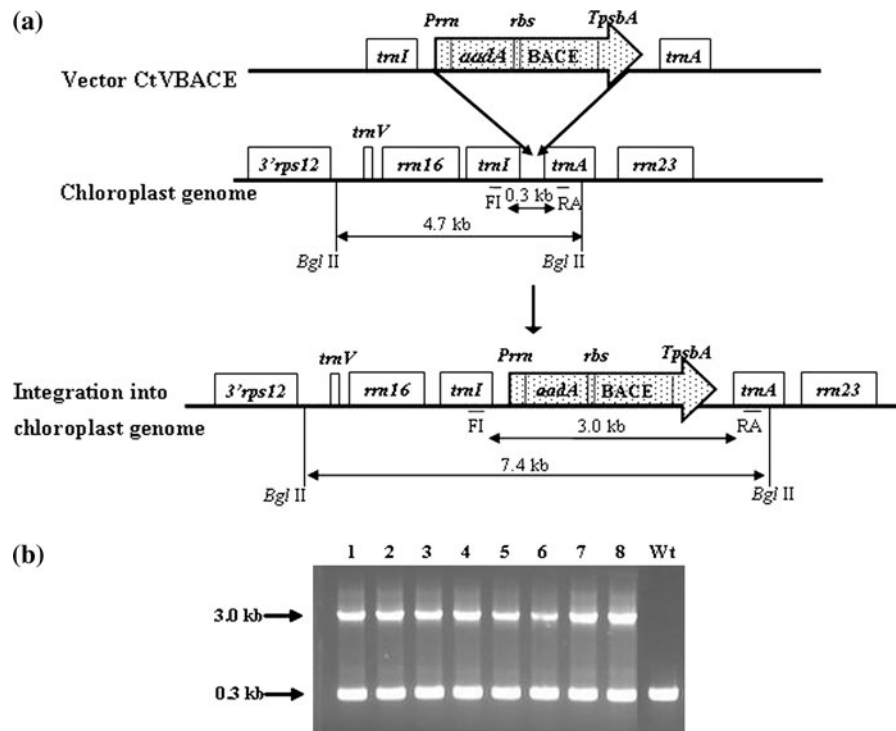 (a)
Prrn rbs TpsbA
trnI aadA BACE trnA
Vector CtVBACE
trnV
3'rps12 rrn16 trnI trnA rrn23
Chloroplast genome
FI 0.3 kb RA
4.7 kb
Bgl II Bgl II
Prrn rbs TpsbA
trnV
3'rps12 rrn16 trnI aadA BACE trnA rrn23
Integration into
chloroplast genome
FI 3.0 kb RA
7.4 kb
Bgl II Bgl II
(b)
1 2 3 4 5 6 7 8 Wt
3.0 kb
0.3 kb